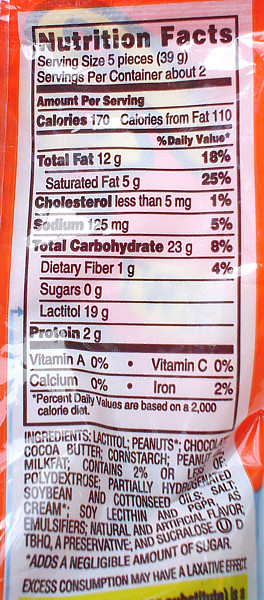 Nutrition Facts
Serving Size 5 pieces (39 g)
Servings Per Container about 2
Amount Per Serving
Calories 170 Calories from Fat 110
% Daily Value*
Total Fat 12 g 18%
Saturated Fat 5 g 25%
Cholesterol less than 5 mg 1%
Sodium 125 mg 5%
Total Carbohydrate 23 g 8%
Dietary Fiber 1 g 4%
Sugars 0 g
Lactitol 19 g
Protein 2 g
Vitamin A 0% • Vitamin C 0%
Calcium 0% • Iron 2%
*Percent Daily Values are based on a 2,000
calorie diet.
INGREDIENTS: LACTITOL; PEANUTS*;
COCOA BUTTER; CORNSTARCH;
MILKFAT; CONTAINS 2% OR LESS OF:
POLYDEXTROSE; PARTIALLY HYDROGENATED
SOYBEAN AND COTTONSEED OILS; SALT;
CREAM*; SOY LECITHIN AND PGPR AS
EMULSIFIERS; NATURAL AND ARTIFICIAL FLAVOR;
TBHQ, A PRESERVATIVE; AND SUCRALOSE Ⓤ D
*ADDS A NEGLIGIBLE AMOUNT OF SUGAR.
EXCESS CONSUMPTION MAY HAVE A LAXATIVE EFFECT.
substitute) is a